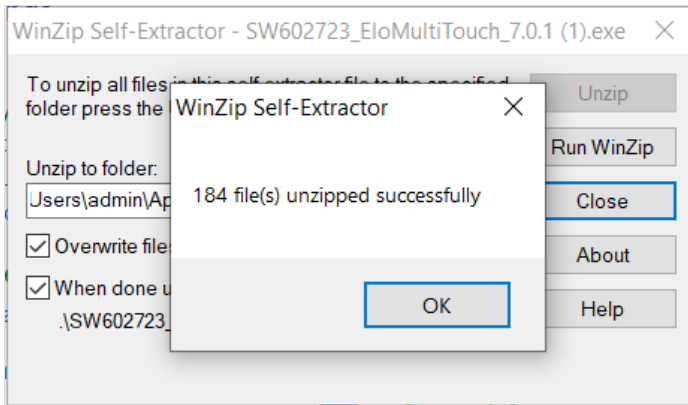 WinZip Self-Extractor - SW602723_EloMultiTouch_7.0.1 (1).exe
To unzip all files in this self-extractor file to the specified
folder press the
Unzip to folder:
Users\admin\Ap
Overwrite files
When done u
.\SW602723_
WinZip Self-Extractor
184 file(s) unzipped successfully
OK
Unzip
Run WinZip
Close
About
Help